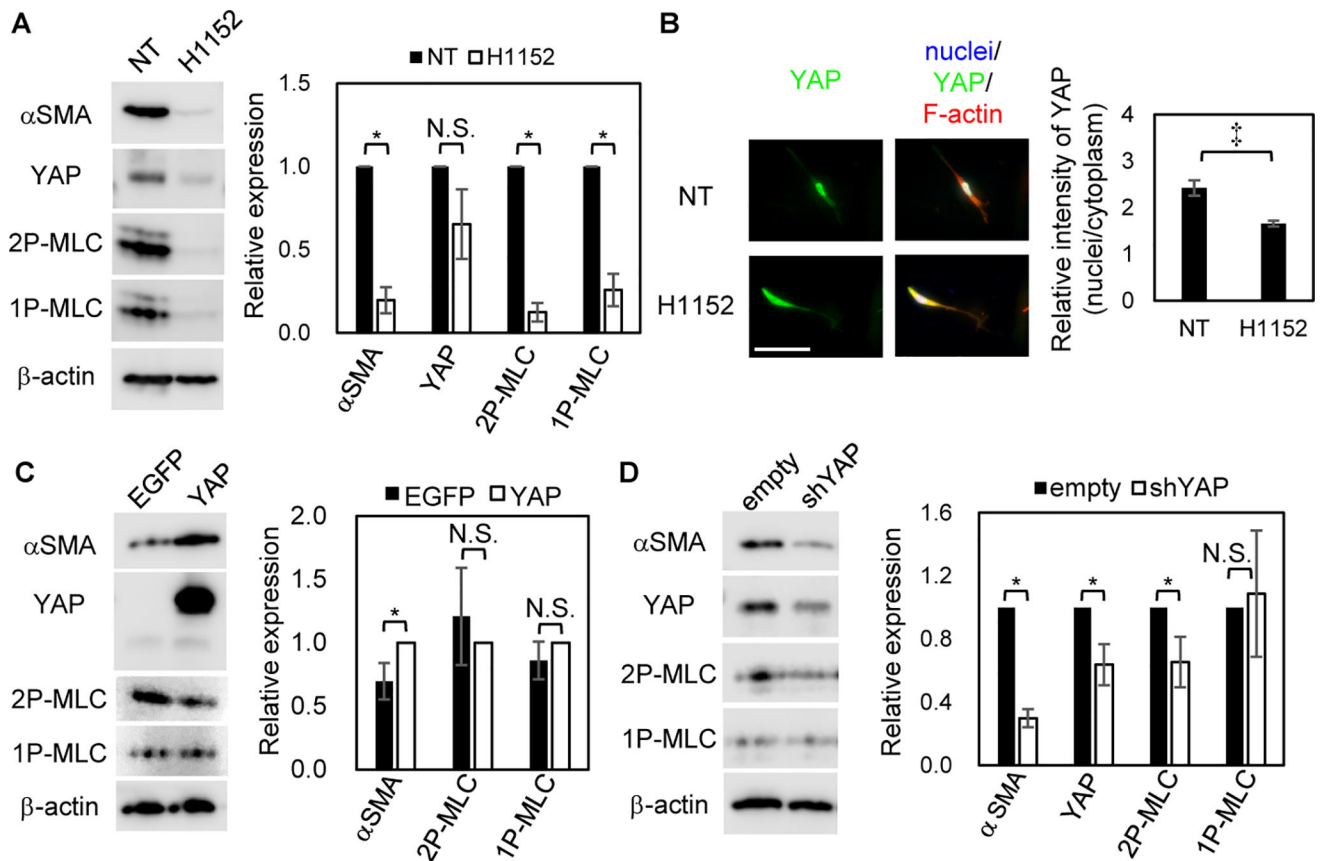 A
NT H1152
αSMA
YAP
2P-MLC
1P-MLC
β-actin
NT H1152
Relative expression
1.5
1.0
0.5
0.0
* N.S. * *
αSMA YAP 2P-MLC 1P-MLC
B
YAP
nuclei/
YAP/
F-actin
NT
H1152
Relative intensity of YAP
(nuclei/cytoplasm)
4
3
2
1
0
‡
NT H1152
C
EGFP YAP
αSMA
YAP
2P-MLC
1P-MLC
β-actin
EGFP YAP
Relative expression
2.0
1.5
1.0
0.5
0.0
* N.S. N.S.
αSMA 2P-MLC 1P-MLC
D
empty shYAP
αSMA
YAP
2P-MLC
1P-MLC
β-actin
empty shYAP
Relative expression
1.6
1.2
0.8
0.4
0.0
* * * N.S.
α SMA YAP 2P-MLC 1P-MLC